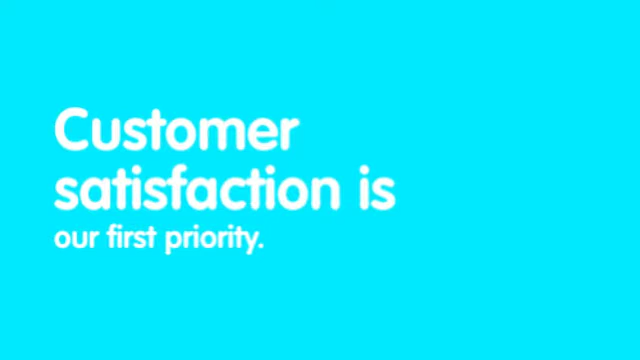 Customer
satisfaction is
our first priority.